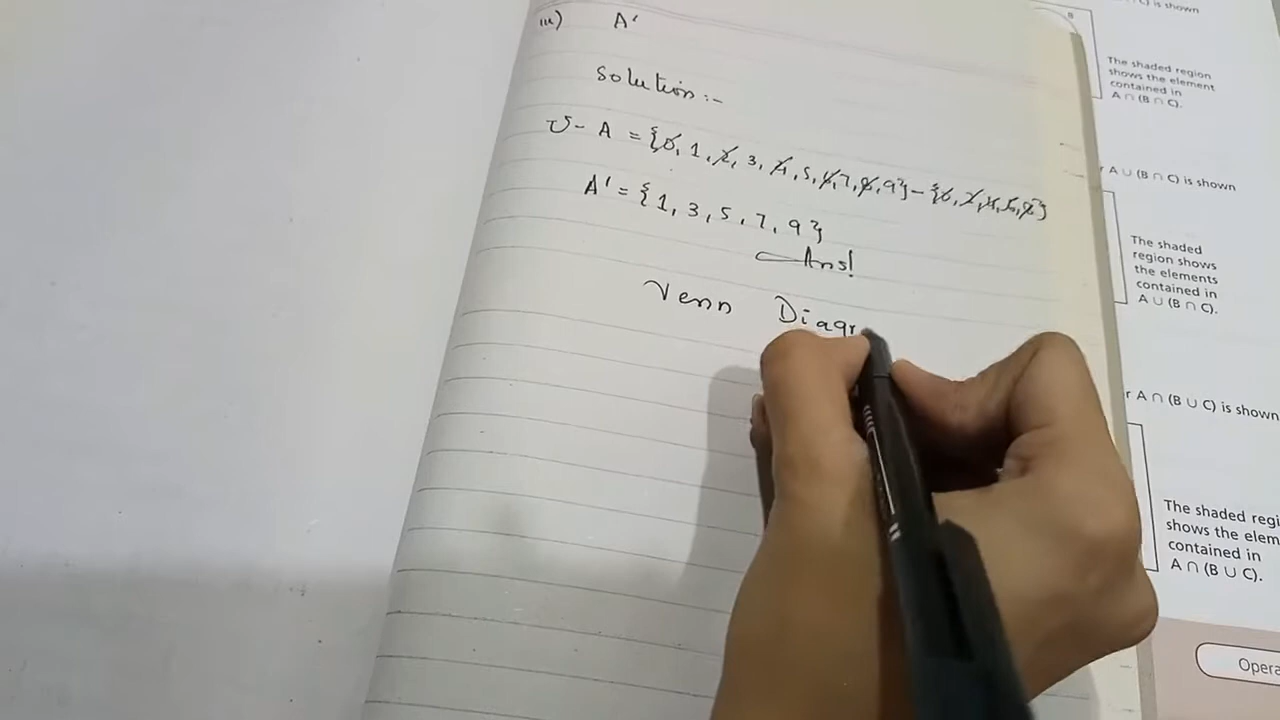 iii) A'
Solution :-
U - A = {0, 1, 2, 3, 4, 5, 6, 7, 8, 9} - {0, 2, 4, 6, 8}
A' = {1, 3, 5, 7, 9}
Ans!
Venn Diagr
is shown
The shaded region
shows the element
contained in
A ∩ (B ∩ C).
r A ∪ (B ∩ C) is shown
The shaded
region shows
the elements
contained in
A ∪ (B ∩ C).
r A ∩ (B ∪ C) is shown
The shaded regi
shows the elem
contained in
A ∩ (B ∪ C).
Opera